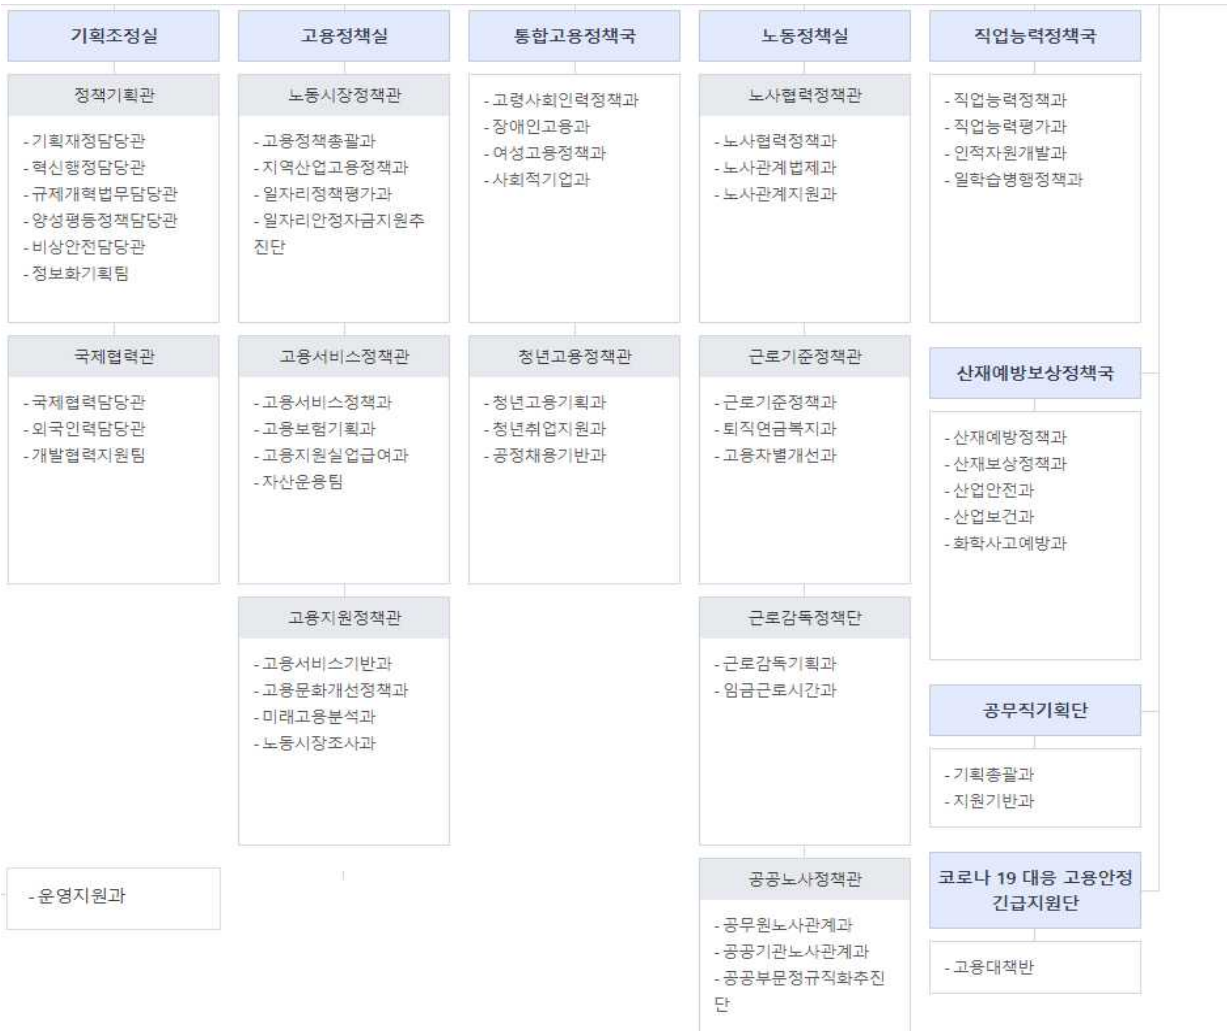 기획조정실
정책기획관
- 기획재정담당관
- 혁신행정담당관
- 규제개혁법무담당관
- 양성평등정책담당관
- 비상안전담당관
- 정보화기획팀
국제협력관
- 국제협력담당관
- 외국인력담당관
- 개발협력지원팀
- 운영지원과
고용정책실
노동시장정책관
- 고용정책총괄과
- 지역산업고용정책과
- 일자리정책평가과
- 일자리안정자금지원추
진단
고용서비스정책관
- 고용서비스정책과
- 고용보험기획과
- 고용지원실업급여과
- 자산운용팀
고용지원정책관
- 고용서비스기반과
- 고용문화개선정책과
- 미래고용분석과
- 노동시장조사과
통합고용정책국
- 고령사회인력정책과
- 장애인고용과
- 여성고용정책과
- 사회적기업과
청년고용정책관
- 청년고용기획과
- 청년취업지원과
- 공정채용기반과
노동정책실
노사협력정책관
- 노사협력정책과
- 노사관계법제과
- 노사관계지원과
근로기준정책관
- 근로기준정책과
- 퇴직연금복지과
- 고용차별개선과
근로감독정책단
- 근로감독기획과
- 임금근로시간과
공공노사정책관
- 공무원노사관계과
- 공공기관노사관계과
- 공공부문정규직화추진
단
직업능력정책국
- 직업능력정책과
- 직업능력평가과
- 인적자원개발과
- 일학습병행정책과
산재예방보상정책국
- 산재예방정책과
- 산재보상정책과
- 산업안전과
- 산업보건과
- 화학사고예방과
공무직기획단
- 기획총괄과
- 지원기반과
코로나 19 대응 고용안정
긴급지원단
- 고용대책반